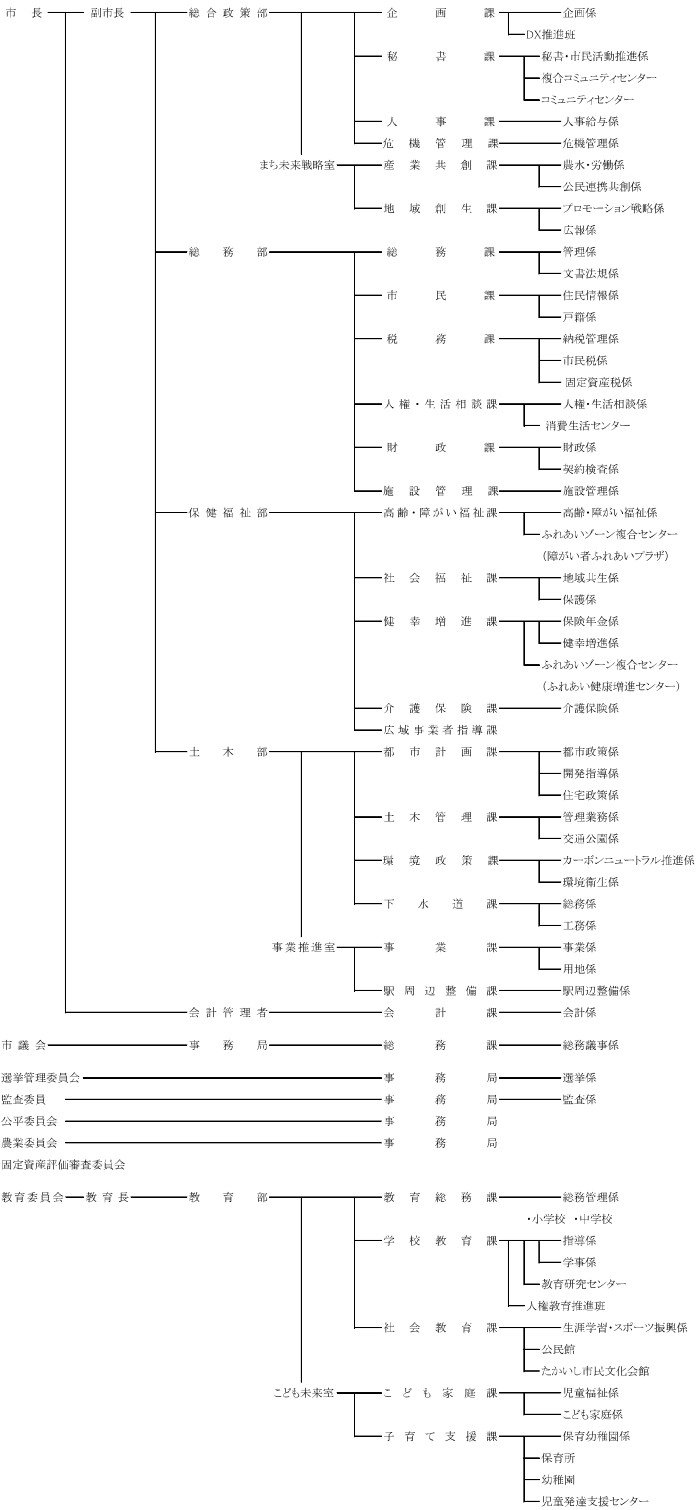 市長 副市長 総合政策部 企画課 企画係
DX推進班
秘書課 秘書・市民活動推進係
複合コミュニティセンター
コミュニティセンター
人事課 人事給与係
危機管理課 危機管理係
まち未来戦略室 産業共創課 農水・労働係
公民連携共創係
地域創生課 プロモーション戦略係
広報係
総務部 総務課 管理係
文書法規係
市民課 住民情報係
戸籍係
税務課 納税管理係
市民税係
固定資産税係
人権・生活相談課 人権・生活相談係
消費生活センター
財政課 財政係
契約検査係
施設管理課 施設管理係
保健福祉部 高齢・障がい福祉課 高齢・障がい福祉係
ふれあいゾーン複合センター
(障がい者ふれあいプラザ)
社会福祉課 地域共生係
保護係
健幸増進課 保険年金係
健幸増進係
ふれあいゾーン複合センター
(ふれあい健康増進センター)
介護保険課 介護保険係
広域事業者指導課
土木部 都市計画課 都市政策係
開発指導係
住宅政策係
土木管理課 管理業務係
交通公園係
環境政策課 カーボンニュートラル推進係
環境衛生係
下水道課 総務係
工務係
事業推進室 事業課 事業係
用地係
駅周辺整備課 駅周辺整備係
会計管理者 会計課 会計係
市議会 事務局 総務課 総務議事係
選挙管理委員会 事務局 選挙係
監査委員 事務局 監査係
公平委員会 事務局
農業委員会 事務局
固定資産評価審査委員会
教育委員会 教育長 教育部 教育総務課 総務管理係
・小学校 ・中学校
学校教育課 指導係
学事係
教育研究センター
人権教育推進班
社会教育課 生涯学習・スポーツ振興係
公民館
たかいし市民文化会館
こども未来室 こども家庭課 児童福祉係
こども家庭係
子育て支援課 保育幼稚園係
保育所
幼稚園
児童発達支援センター